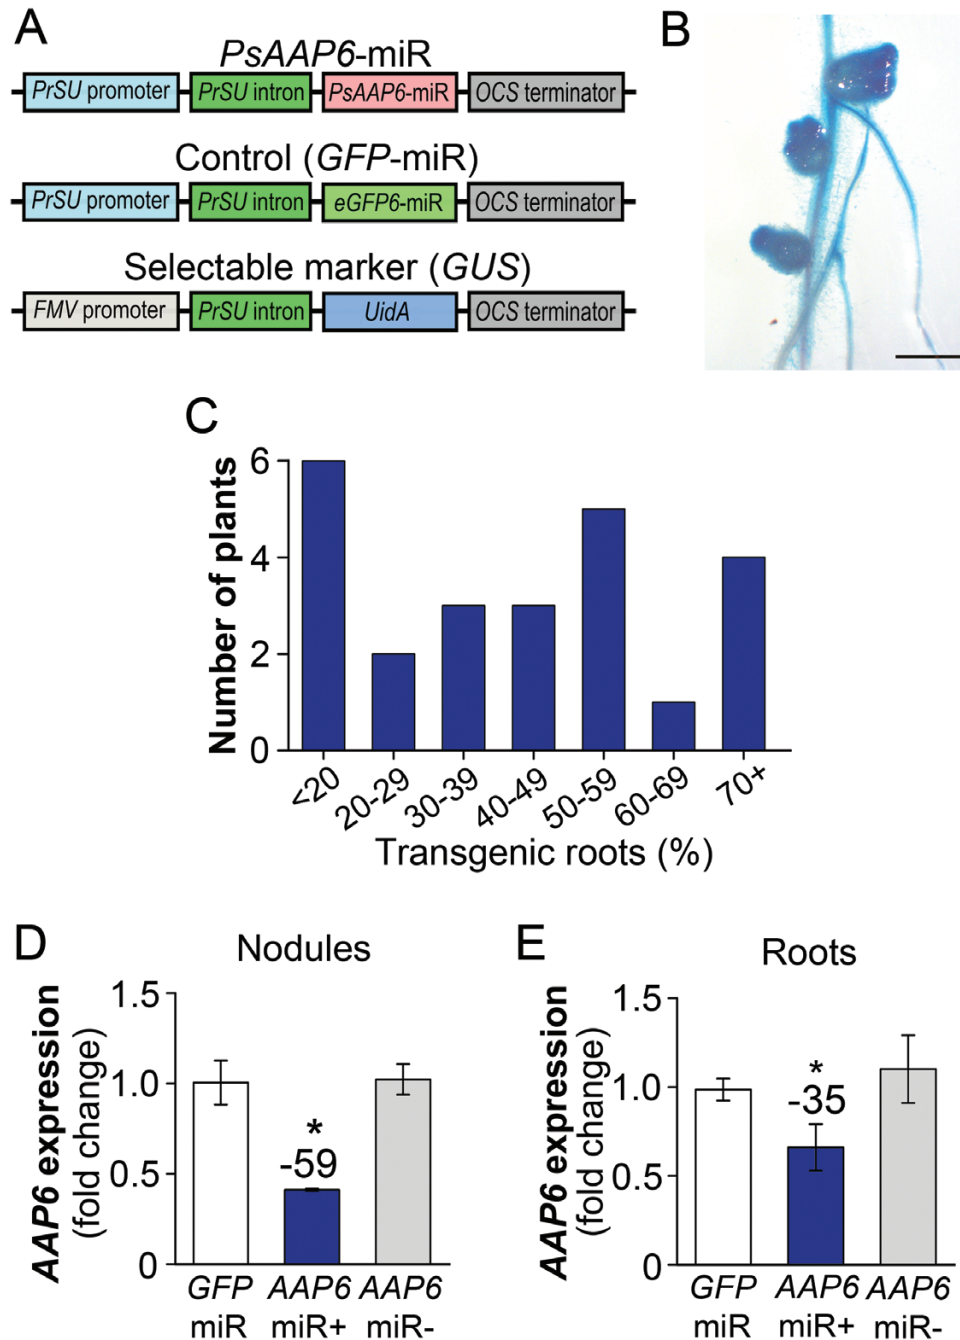 A
PsAAP6-miR
PrSU promoter PrSU intron PsAAP6-miR OCS terminator
Control (GFP-miR)
PrSU promoter PrSU intron eGFP6-miR OCS terminator
Selectable marker (GUS)
FMV promoter PrSU intron UidA OCS terminator
B
C
Number of plants
6
4
2
0
<20 20-29 30-39 40-49 50-59 60-69 70+
Transgenic roots (%)
D
Nodules
AAP6 expression
(fold change)
1.5
1.0
0.5
0
*
-59
GFP AAP6 AAP6
miR miR+ miR-
E
Roots
AAP6 expression
(fold change)
1.5
1.0
0.5
0
*
-35
GFP AAP6 AAP6
miR miR+ miR-